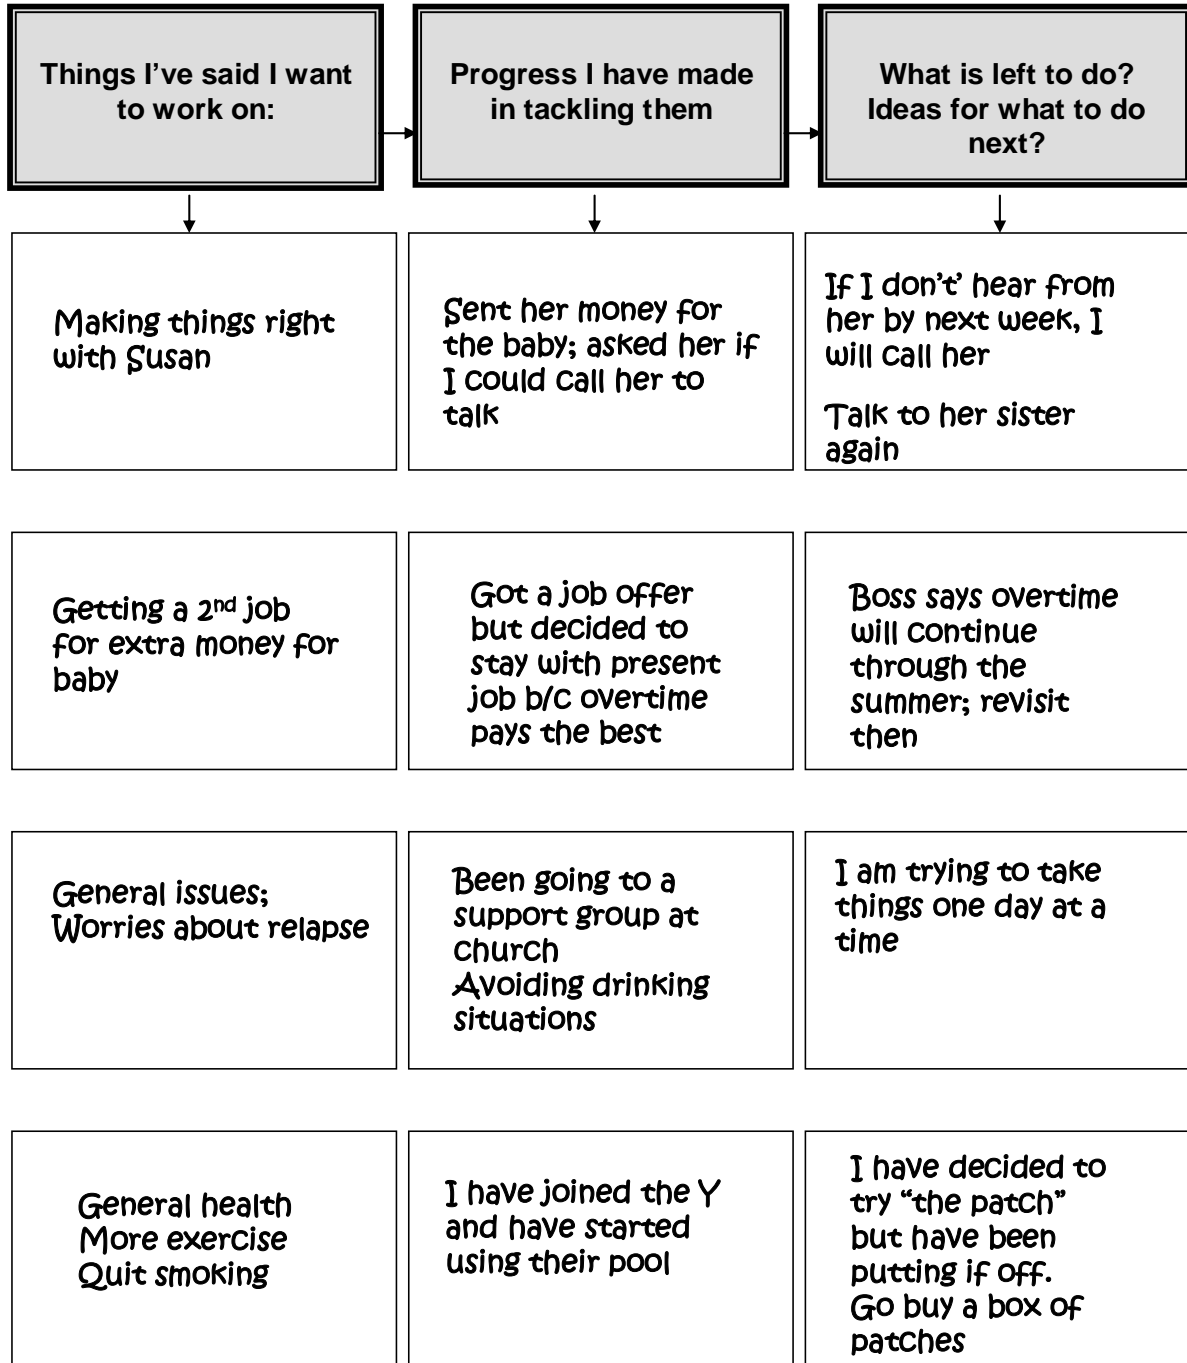 Things I've said I want
to work on:
Progress I have made
in tackling them
What is left to do?
Ideas for what to do
next?
Making things right
with Susan
Sent her money for
the baby; asked her if
I could call her to
talk
If I don't' hear from
her by next week, I
will call her
Talk to her sister
again
Getting a 2nd job
for extra money for
baby
Got a job offer
but decided to
stay with present
job b/c overtime
pays the best
Boss says overtime
will continue
through the
summer; revisit
then
General issues;
Worries about relapse
Been going to a
support group at
church
Avoiding drinking
situations
I am trying to take
things one day at a
time
General health
More exercise
Quit smoking
I have joined the Y
and have started
using their pool
I have decided to
try “the patch”
but have been
putting if off.
Go buy a box of
patches